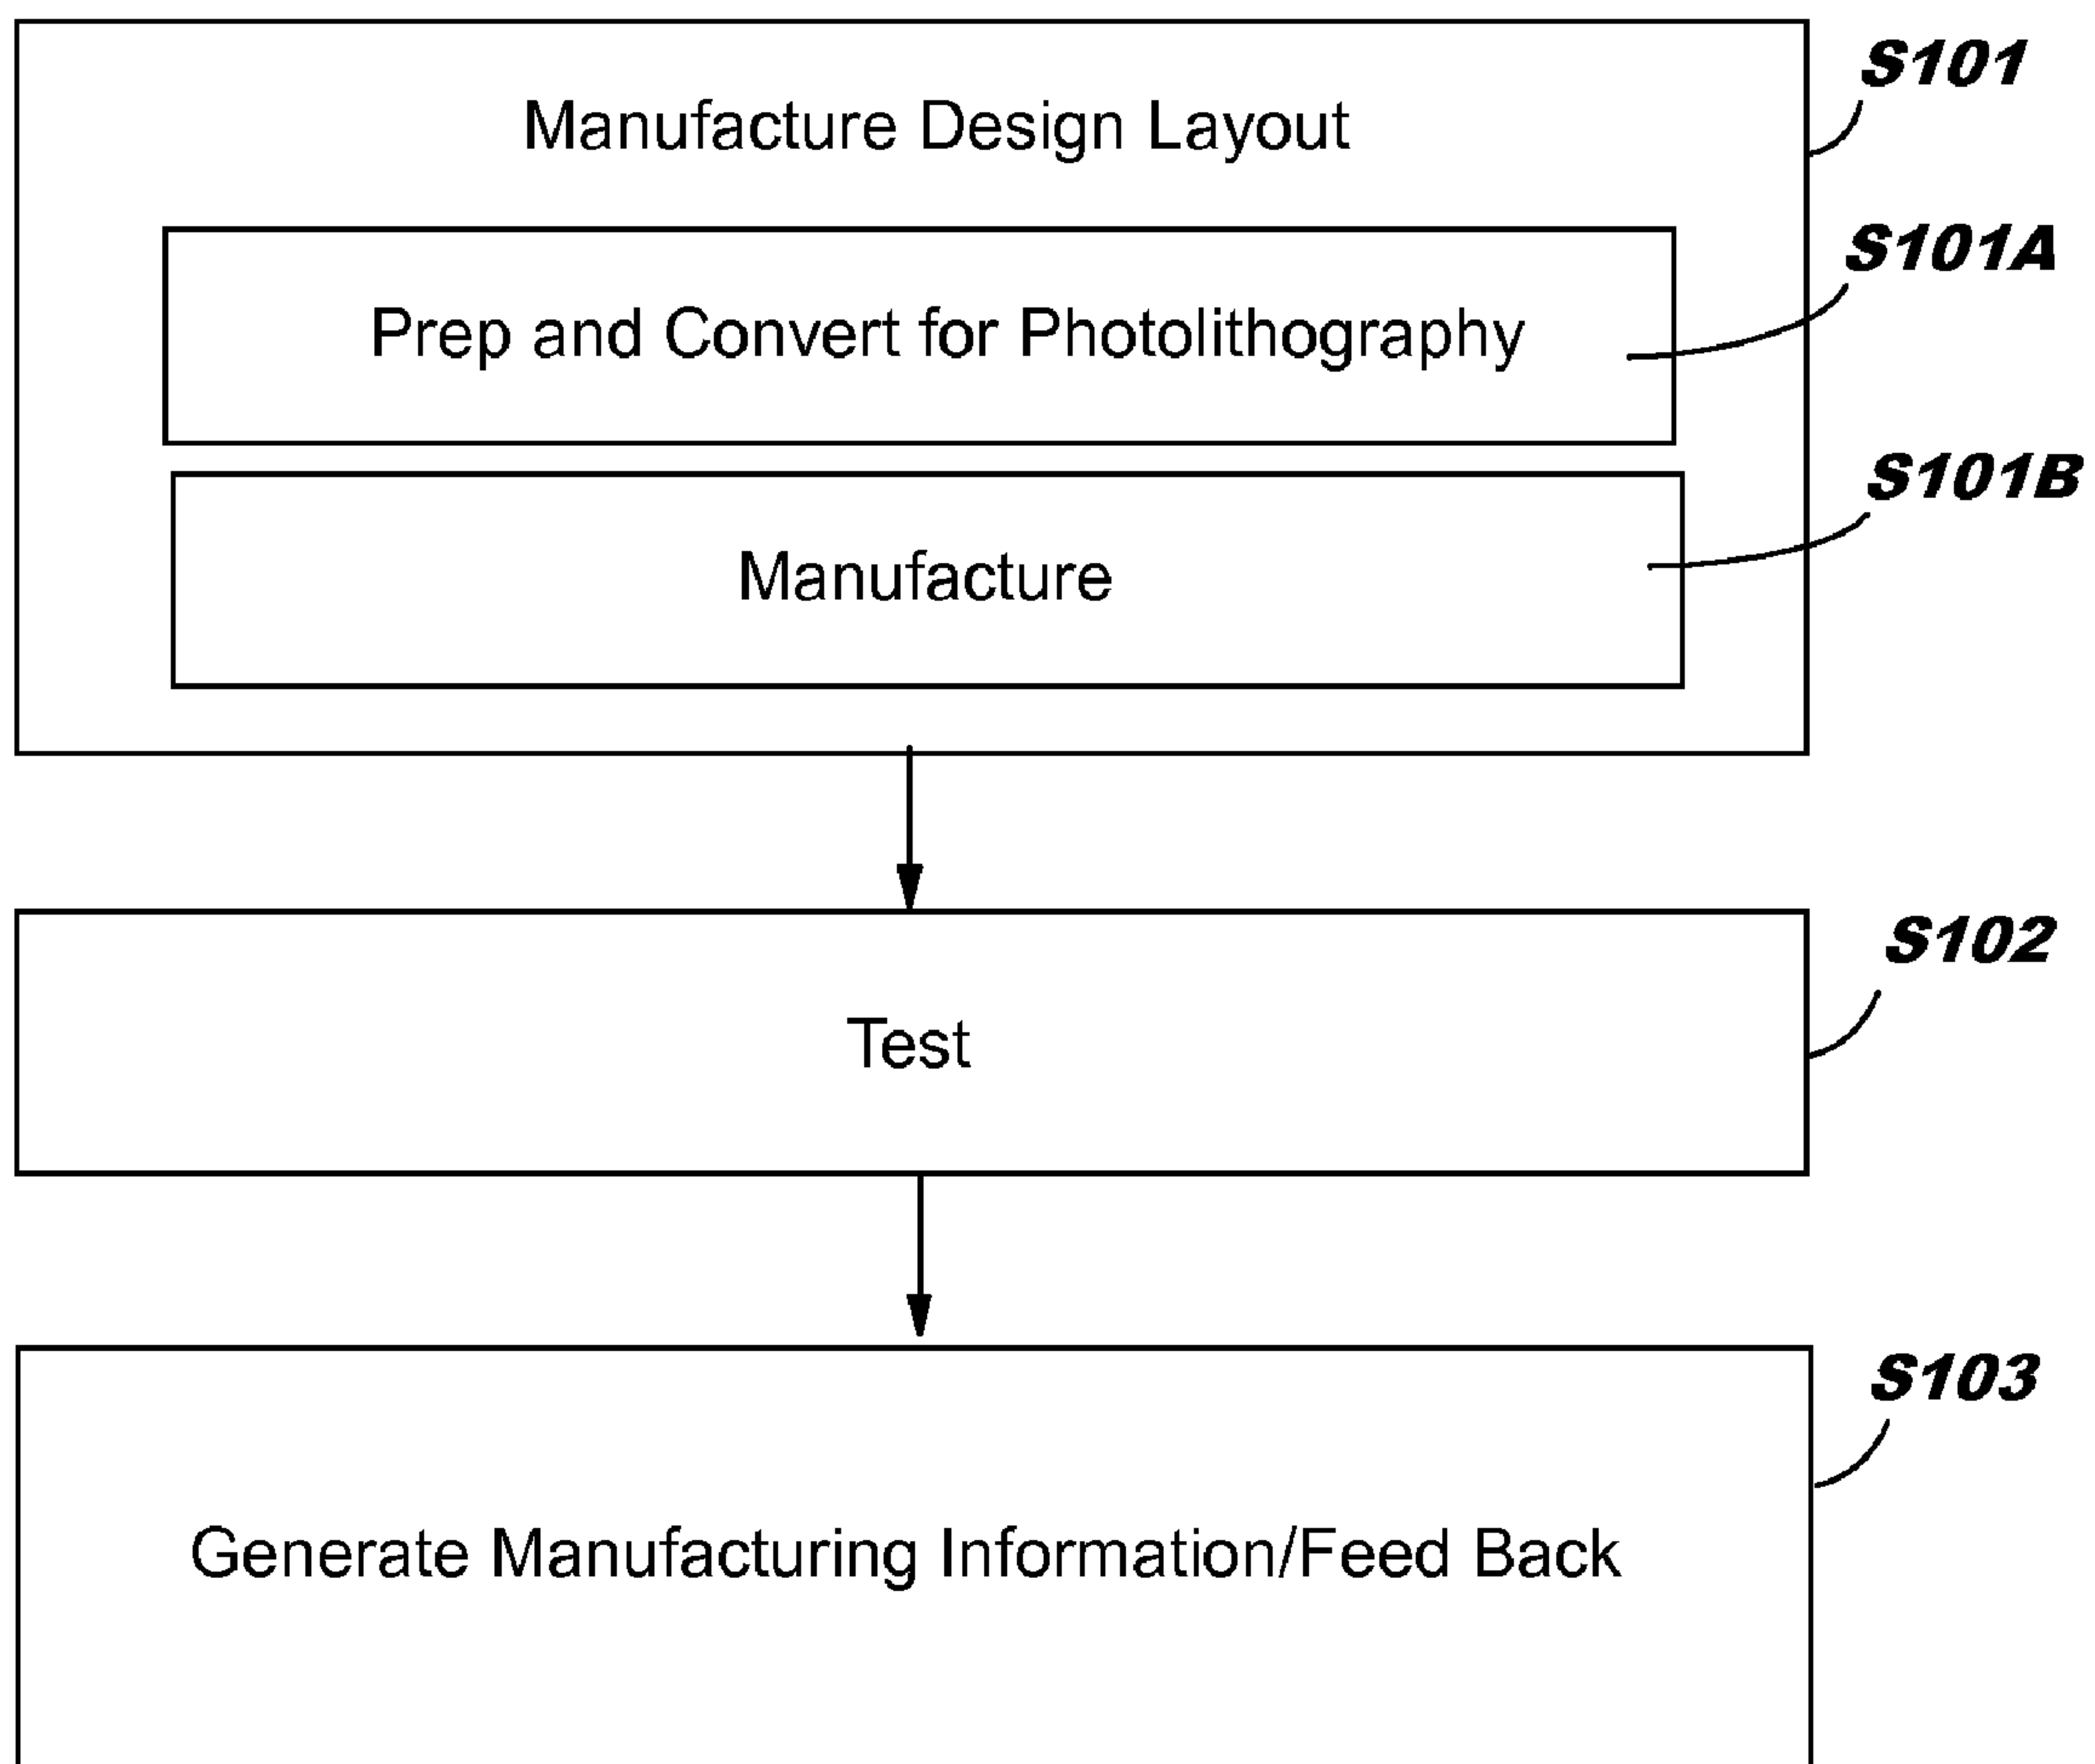 S101
Manufacture Design Layout
S101A
Prep and Convert for Photolithography
S101B
Manufacture
S102
Test
S103
Generate Manufacturing Information/Feed Back